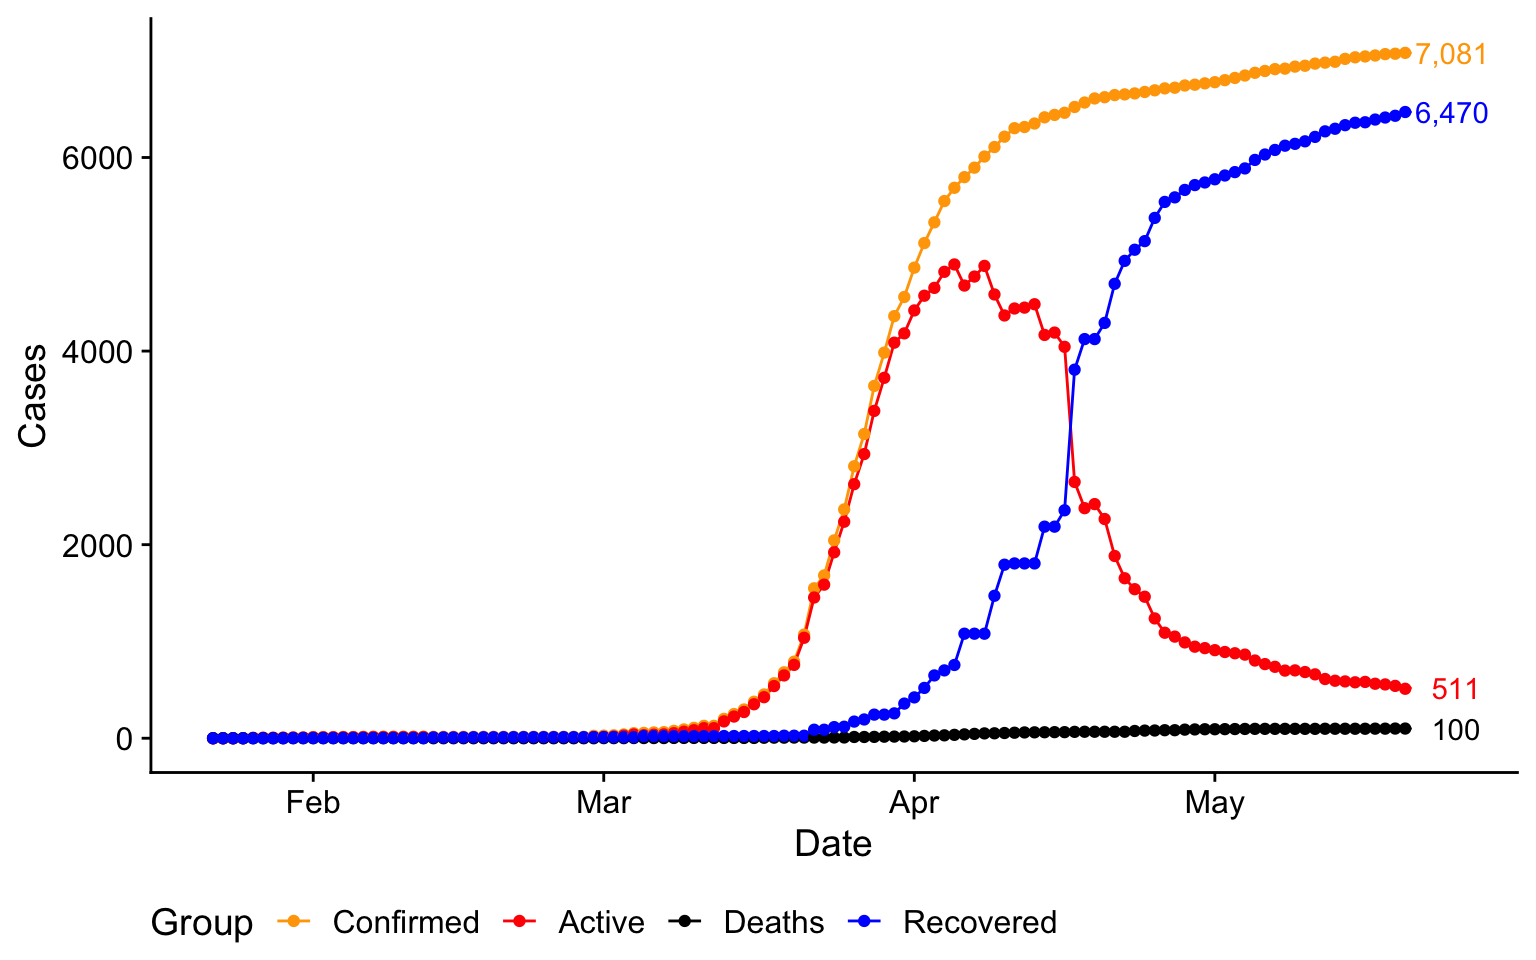 7,081
6,470
6000
4000
2000
0
511
100
Cases
Feb Mar Apr May
Date
Group Confirmed Active Deaths Recovered